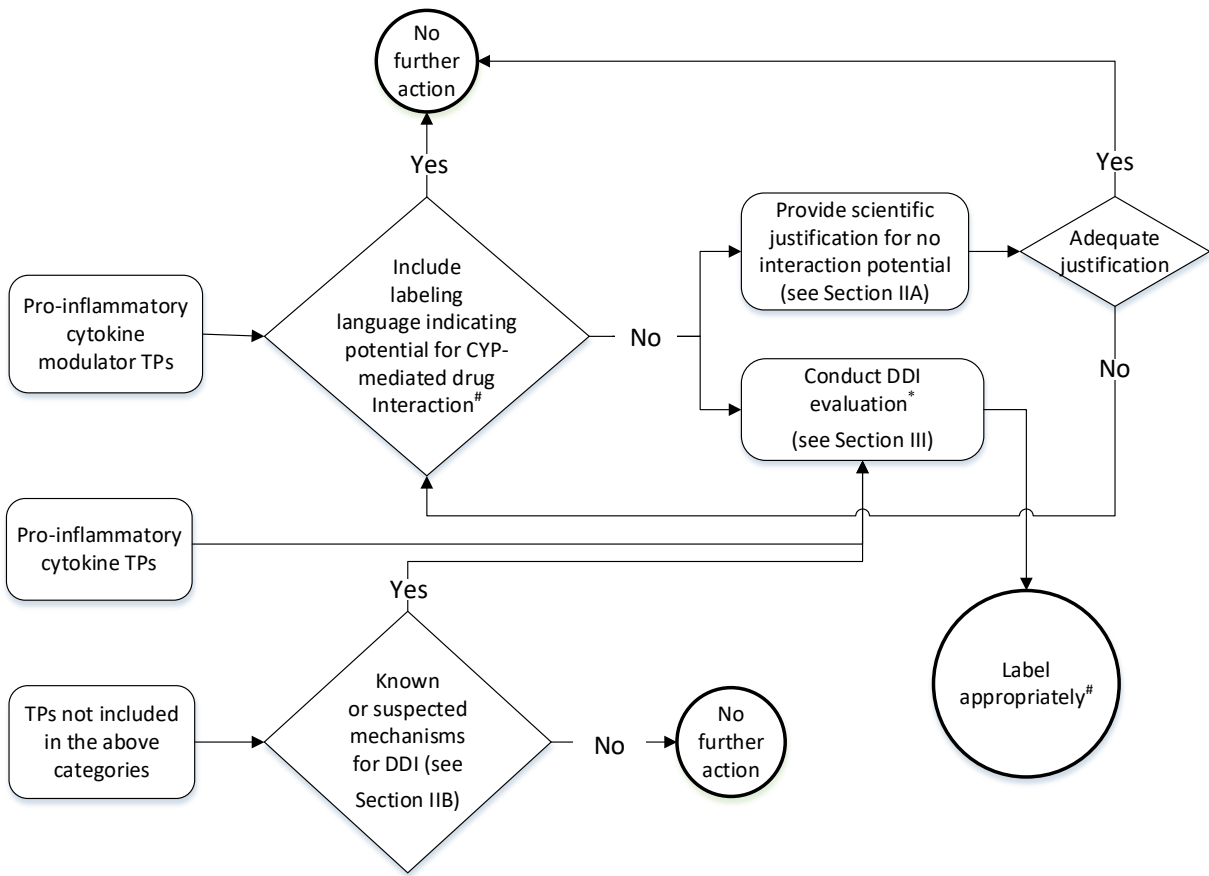 No
further
action
Yes
Include
labeling
language indicating
potential for CYP-
mediated drug
Interaction#
Pro-inflammatory
cytokine
modulator TPs
No
Provide scientific
justification for no
interaction potential
(see Section IIA)
Yes
Adequate
justification
No
Conduct DDI
evaluation*
(see Section III)
Pro-inflammatory
cytokine TPs
Yes
Known
or suspected
mechanisms
for DDI (see
Section IIB)
TPs not included
in the above
categories
No
No
further
action
Label
appropriately#